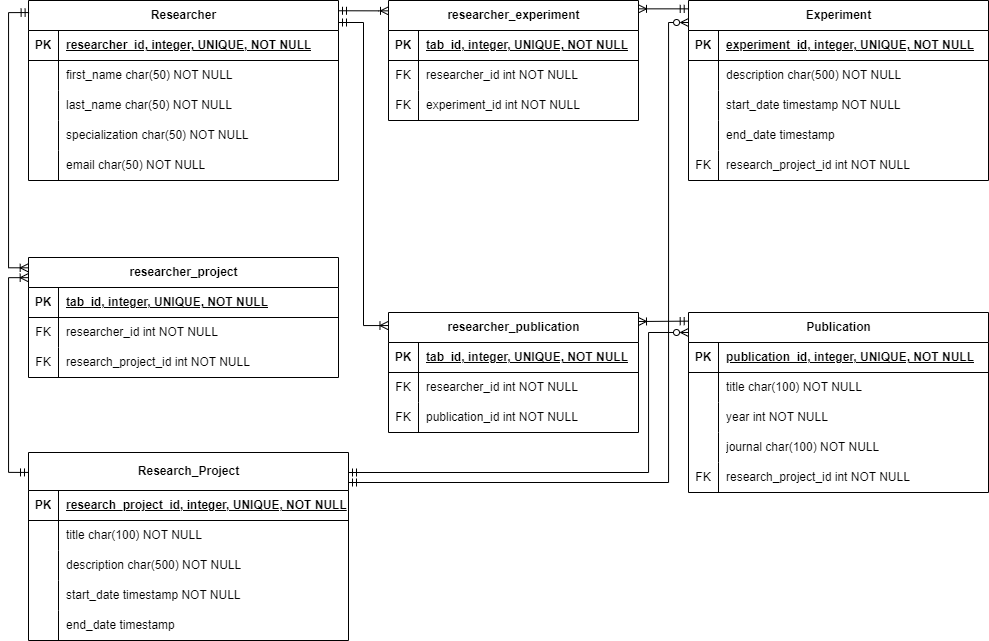 Researcher
PK researcher_id, integer, UNIQUE, NOT NULL
first_name char(50) NOT NULL
last_name char(50) NOT NULL
specialization char(50) NOT NULL
email char(50) NOT NULL
researcher_experiment
PK tab_id, integer, UNIQUE, NOT NULL
FK researcher_id int NOT NULL
FK experiment_id int NOT NULL
Experiment
PK experiment_id, integer, UNIQUE, NOT NULL
description char(500) NOT NULL
start_date timestamp NOT NULL
end_date timestamp
FK research_project_id int NOT NULL
researcher_project
PK tab_id, integer, UNIQUE, NOT NULL
FK researcher_id int NOT NULL
FK research_project_id int NOT NULL
researcher_publication
PK tab_id, integer, UNIQUE, NOT NULL
FK researcher_id int NOT NULL
FK publication_id int NOT NULL
Publication
PK publication_id, integer, UNIQUE, NOT NULL
title char(100) NOT NULL
year int NOT NULL
journal char(100) NOT NULL
FK research_project_id int NOT NULL
Research_Project
PK research_project_id, integer, UNIQUE, NOT NULL
title char(100) NOT NULL
description char(500) NOT NULL
start_date timestamp NOT NULL
end_date timestamp